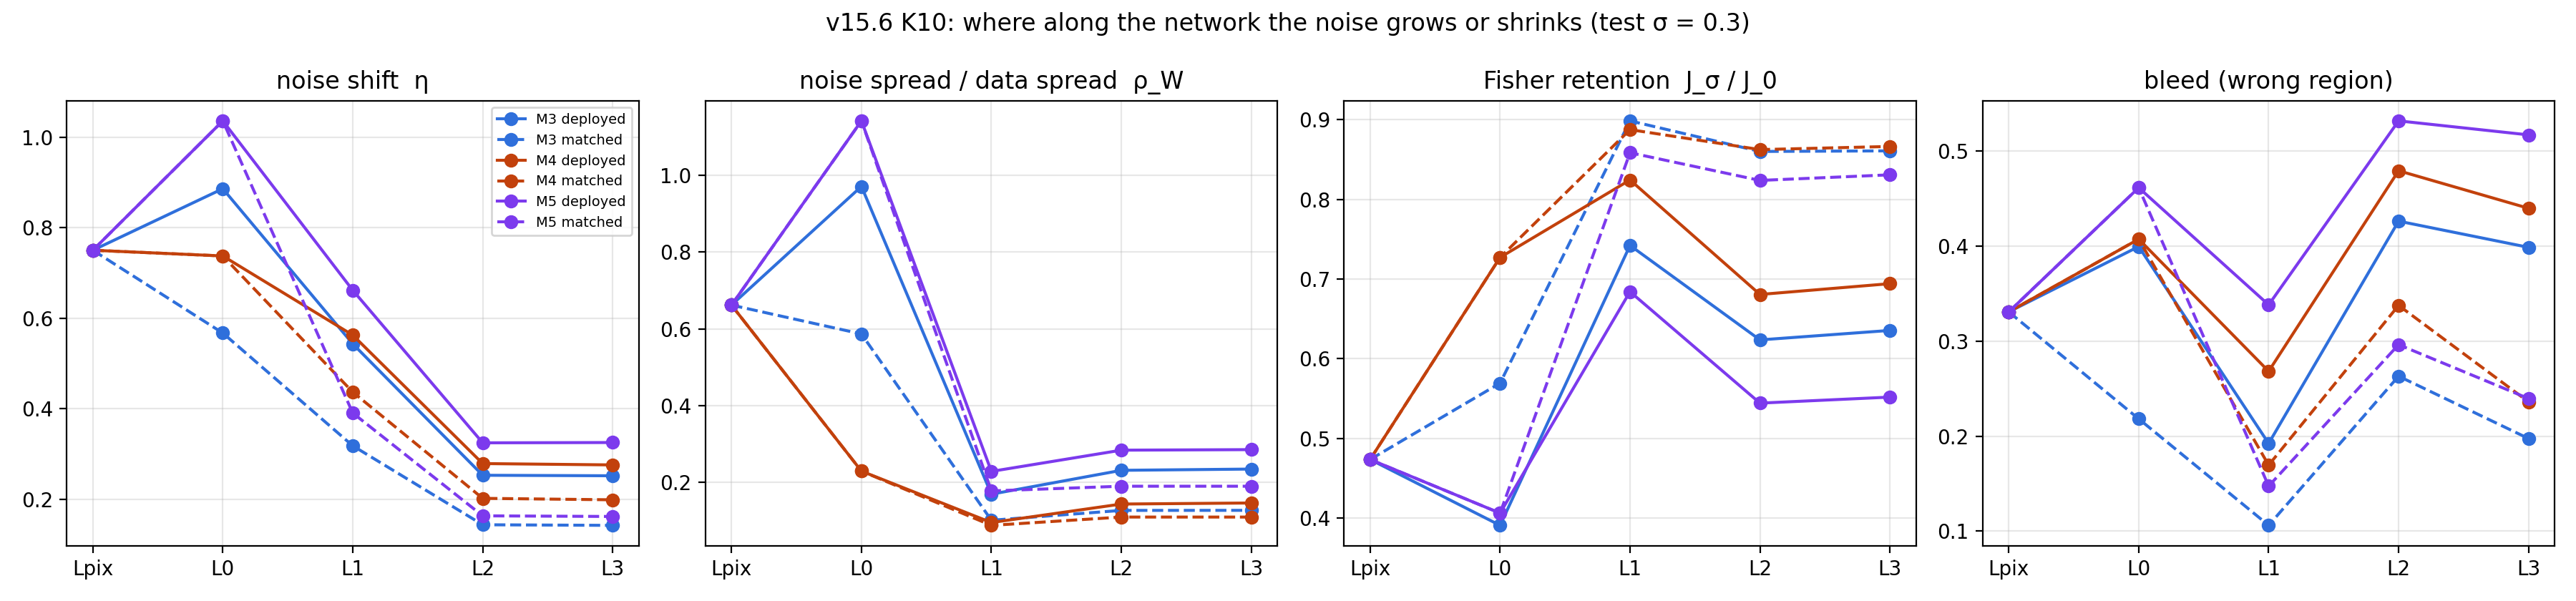 v15.6 K10: where along the network the noise grows or shrinks (test σ = 0.3)
noise shift  η
1.0
0.8
0.6
0.4
0.2
Lpix L0 L1 L2 L3
M3 deployed
M3 matched
M4 deployed
M4 matched
M5 deployed
M5 matched
noise spread / data spread  ρ_W
1.0
0.8
0.6
0.4
0.2
Lpix L0 L1 L2 L3
Fisher retention  J_σ / J_0
0.9
0.8
0.7
0.6
0.5
0.4
Lpix L0 L1 L2 L3
bleed (wrong region)
0.5
0.4
0.3
0.2
0.1
Lpix L0 L1 L2 L3